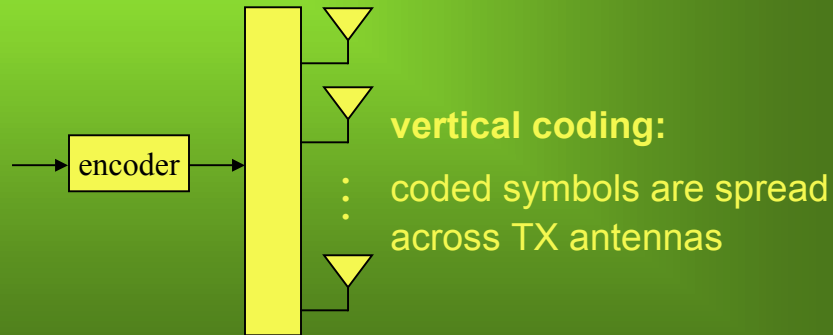 encoder
vertical coding:
coded symbols are spread
across TX antennas